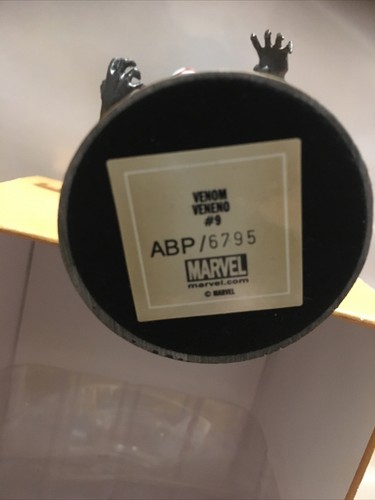 VENOM
VENENO
#9
ABP/6795
MARVEL
marvel.com
© MARVEL